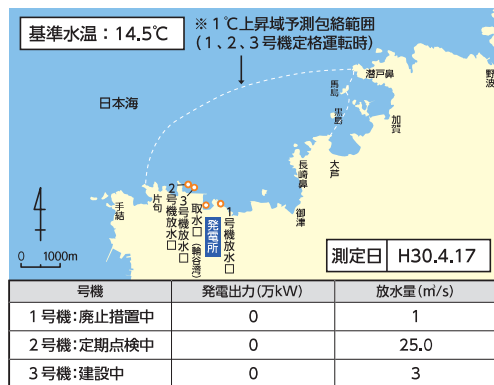 基準水温：14.5℃
※1℃上昇域予測包絡範囲
(1、2、3号機定格運転時)
日本海
潜戸鼻
野波
馬島
黒島
加賀
大芦
長崎鼻
御津
手結
片句
2号機放水口
3号機放水口
取水口(輪谷湾)
発電所
1号機放水口
0 1000m
測定日 H30.4.17
号機 発電出力(万kW) 放水量(㎥/s)
1号機：廃止措置中 0 1
2号機：定期点検中 0 25.0
3号機：建設中 0 3